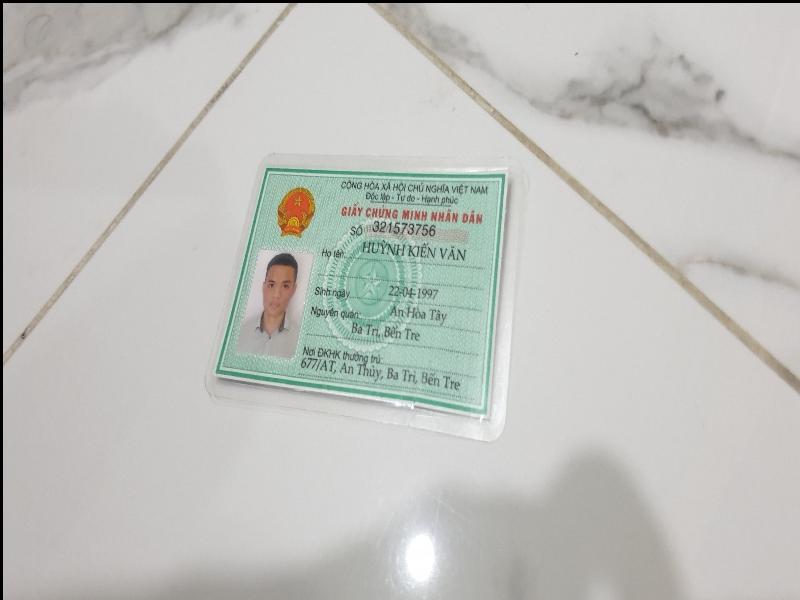 CỘNG HÒA XÃ HỘI CHỦ NGHĨA VIỆT NAM
Độc lập - Tự do - Hạnh phúc
GIẤY CHỨNG MINH NHÂN DÂN
SỐ 321573756
Họ tên: HUỲNH KIẾN VĂN
Sinh ngày 22-04-1997
Nguyên quán: An Hòa Tây
Ba Tri, Bến Tre
Nơi ĐKHK thường trú:
677/AT, An Thủy, Ba Tri, Bến Tre